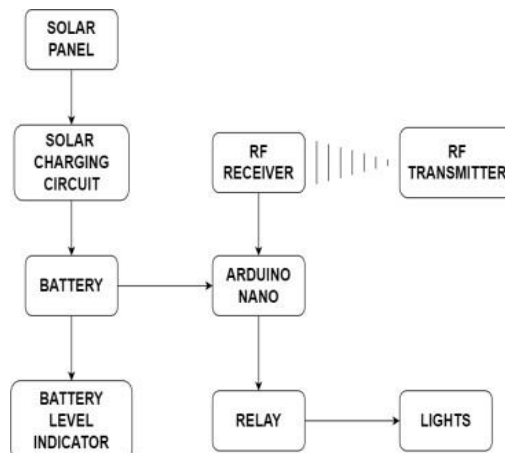 SOLAR
PANEL
SOLAR
CHARGING
CIRCUIT
RF
RECEIVER
RF
TRANSMITTER
BATTERY
ARDUINO
NANO
BATTERY
LEVEL
INDICATOR
RELAY
LIGHTS